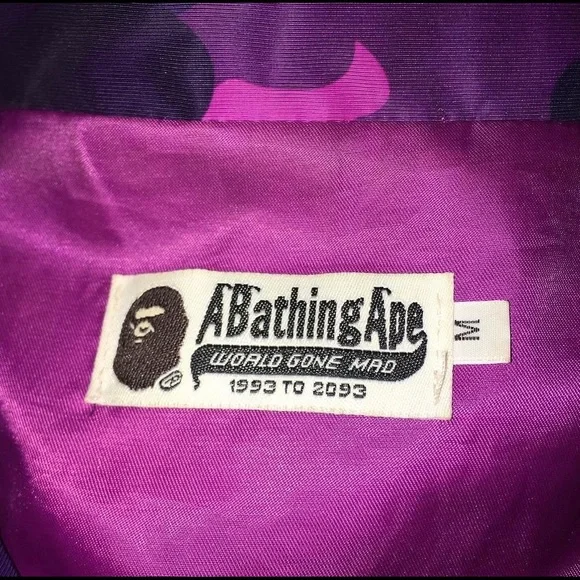 ABathingApe
WORLD GONE MAD
1993 TO 2093
M